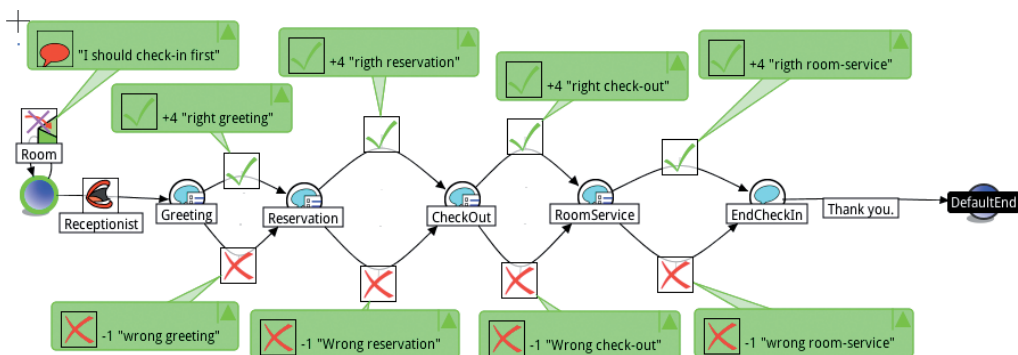 "I should check-in first"
+4 "rigth reservation"
+4 "right check-out"
+4 "rigth room-service"
+4 "right greeting"
Room
Receptionist
Greeting
Reservation
CheckOut
RoomService
EndCheckIn
Thank you.
DefaultEnd
-1 "wrong greeting"
-1 "Wrong reservation"
-1 "Wrong check-out"
-1 "wrong room-service"